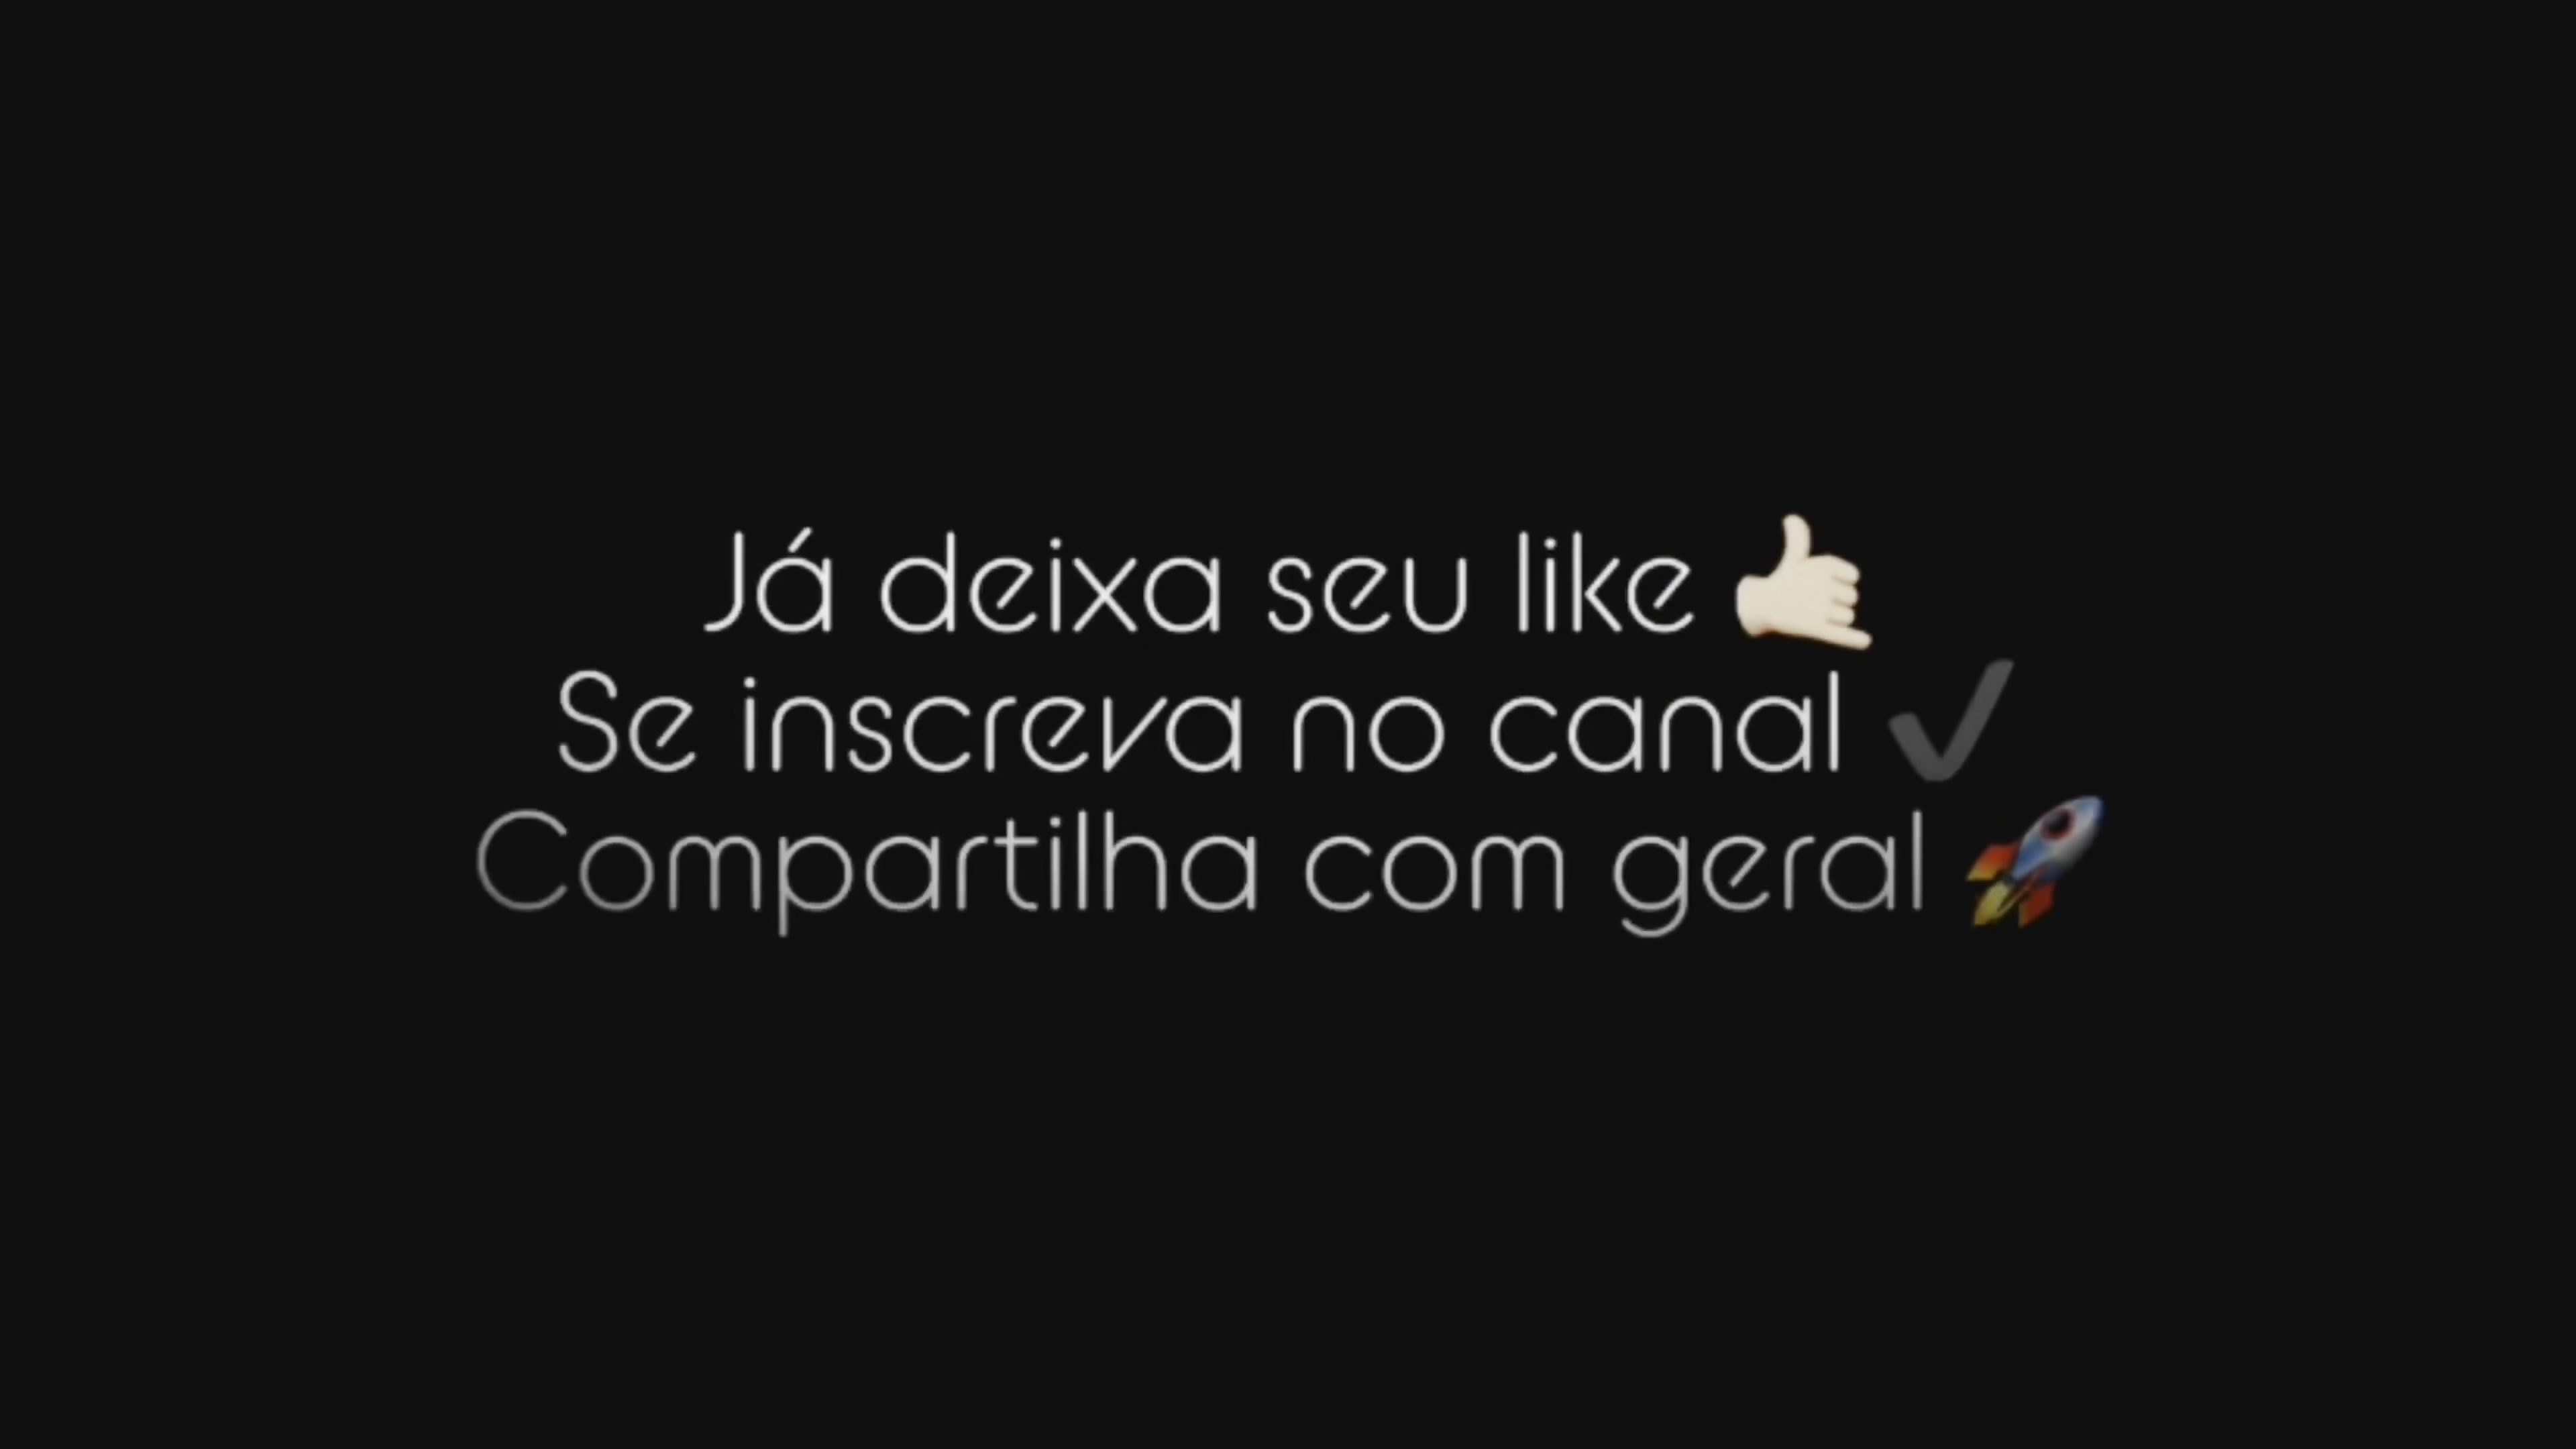 Já deixa seu like 🤙🏻
Se inscreva no canal ✔
Compartilha com geral 🚀